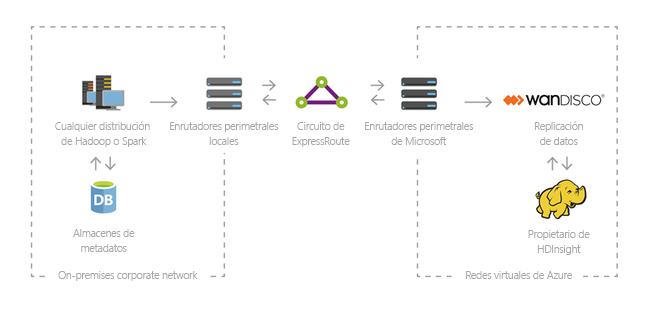 WANDISCO®
Cualquier distribución
de Hadoop o Spark
Enrutadores perimetrales
locales
Circuito de
ExpressRoute
Enrutadores perimetrales
de Microsoft
Replicación
de datos
DB
Almacenes de
metadatos
Propietario de
HDInsight
On-premises corporate network
Redes virtuales de Azure